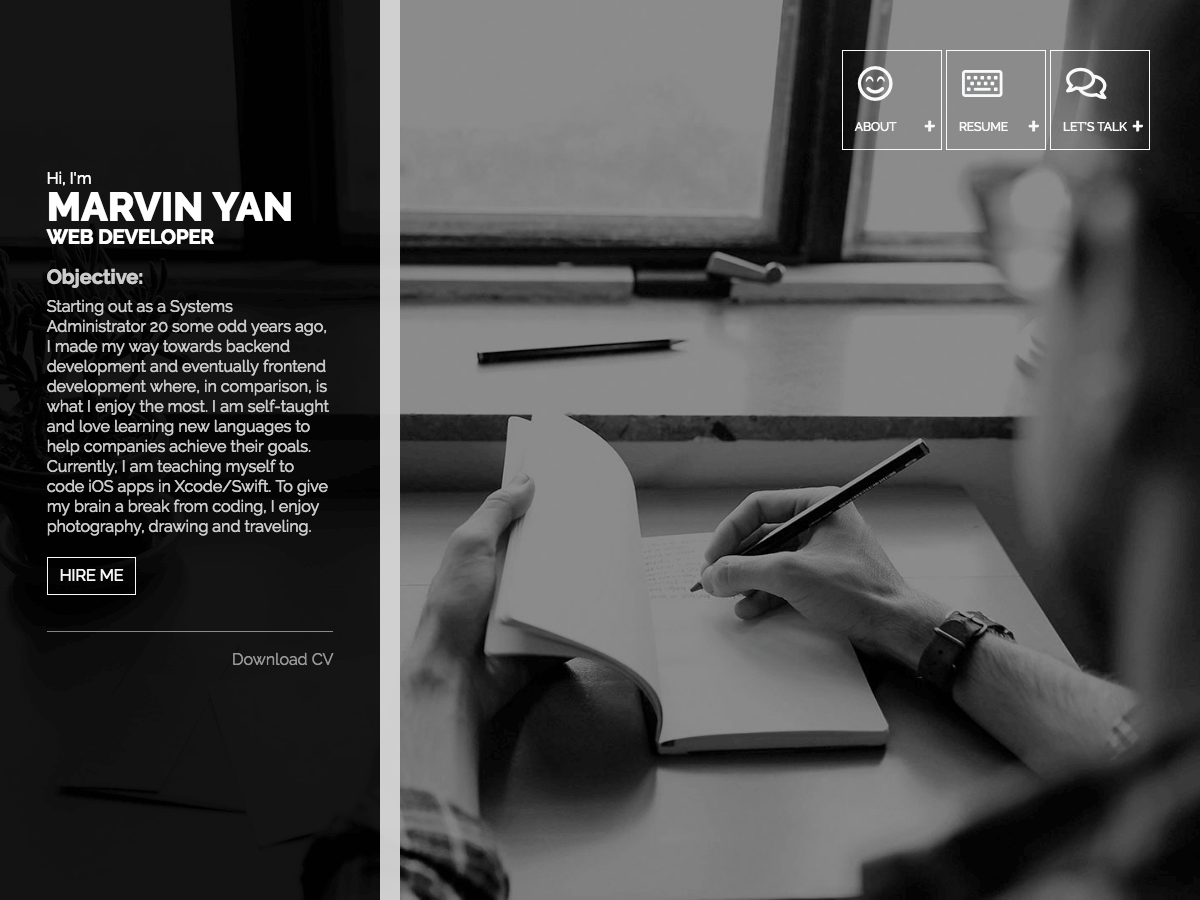 Hi, I'm
MARVIN YAN
WEB DEVELOPER
Objective:
Starting out as a Systems
Administrator 20 some odd years ago,
I made my way towards backend
development and eventually frontend
development where, in comparison, is
what I enjoy the most. I am self-taught
and love learning new languages to
help companies achieve their goals.
Currently, I am teaching myself to
code iOS apps in Xcode/Swift. To give
my brain a break from coding, I enjoy
photography, drawing and traveling.
HIRE ME
Download CV
ABOUT +
RESUME +
LET'S TALK +